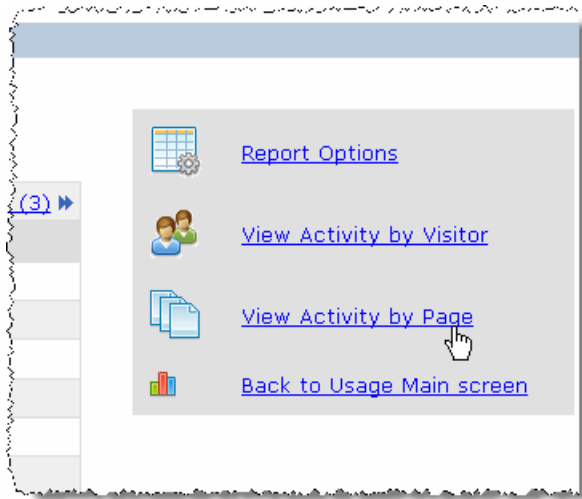 Report Options
(3)
View Activity by Visitor
View Activity by Page
Back to Usage Main screen